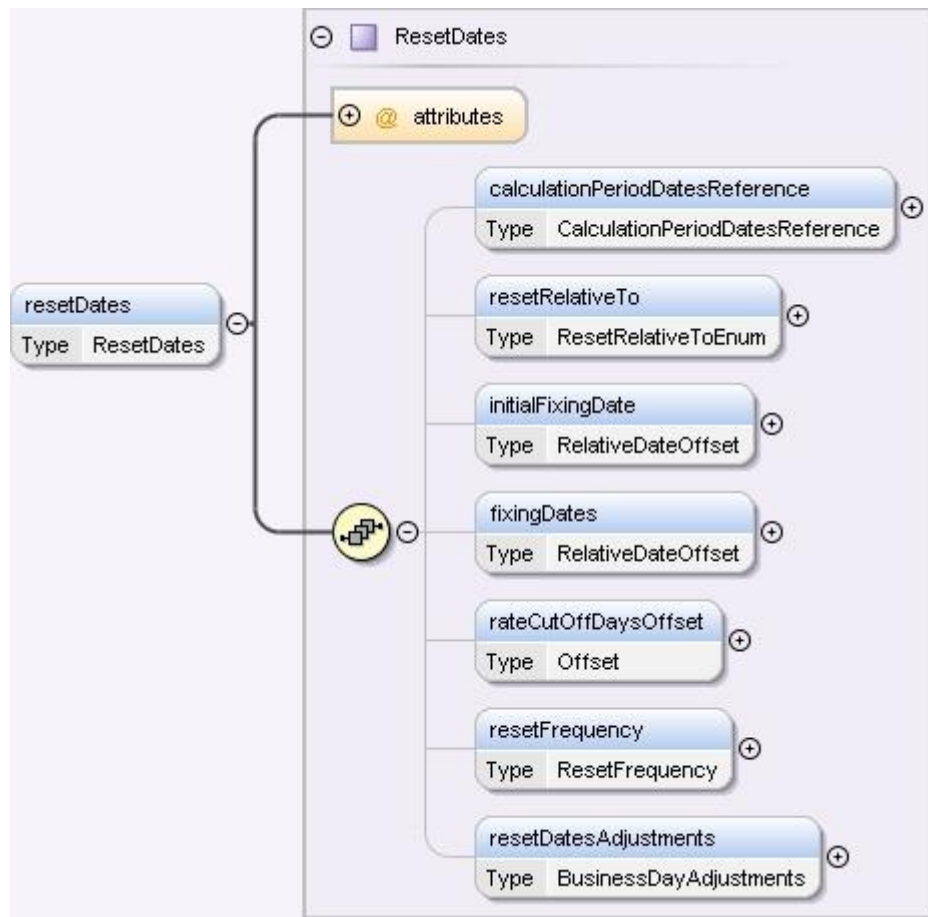 ResetDates
@ attributes
calculationPeriodDatesReference
Type CalculationPeriodDatesReference
resetRelativeTo
Type ResetRelativeToEnum
resetDates
Type ResetDates
initialFixingDate
Type RelativeDateOffset
fixingDates
Type RelativeDateOffset
rateCutOffDaysOffset
Type Offset
resetFrequency
Type ResetFrequency
resetDatesAdjustments
Type BusinessDayAdjustments